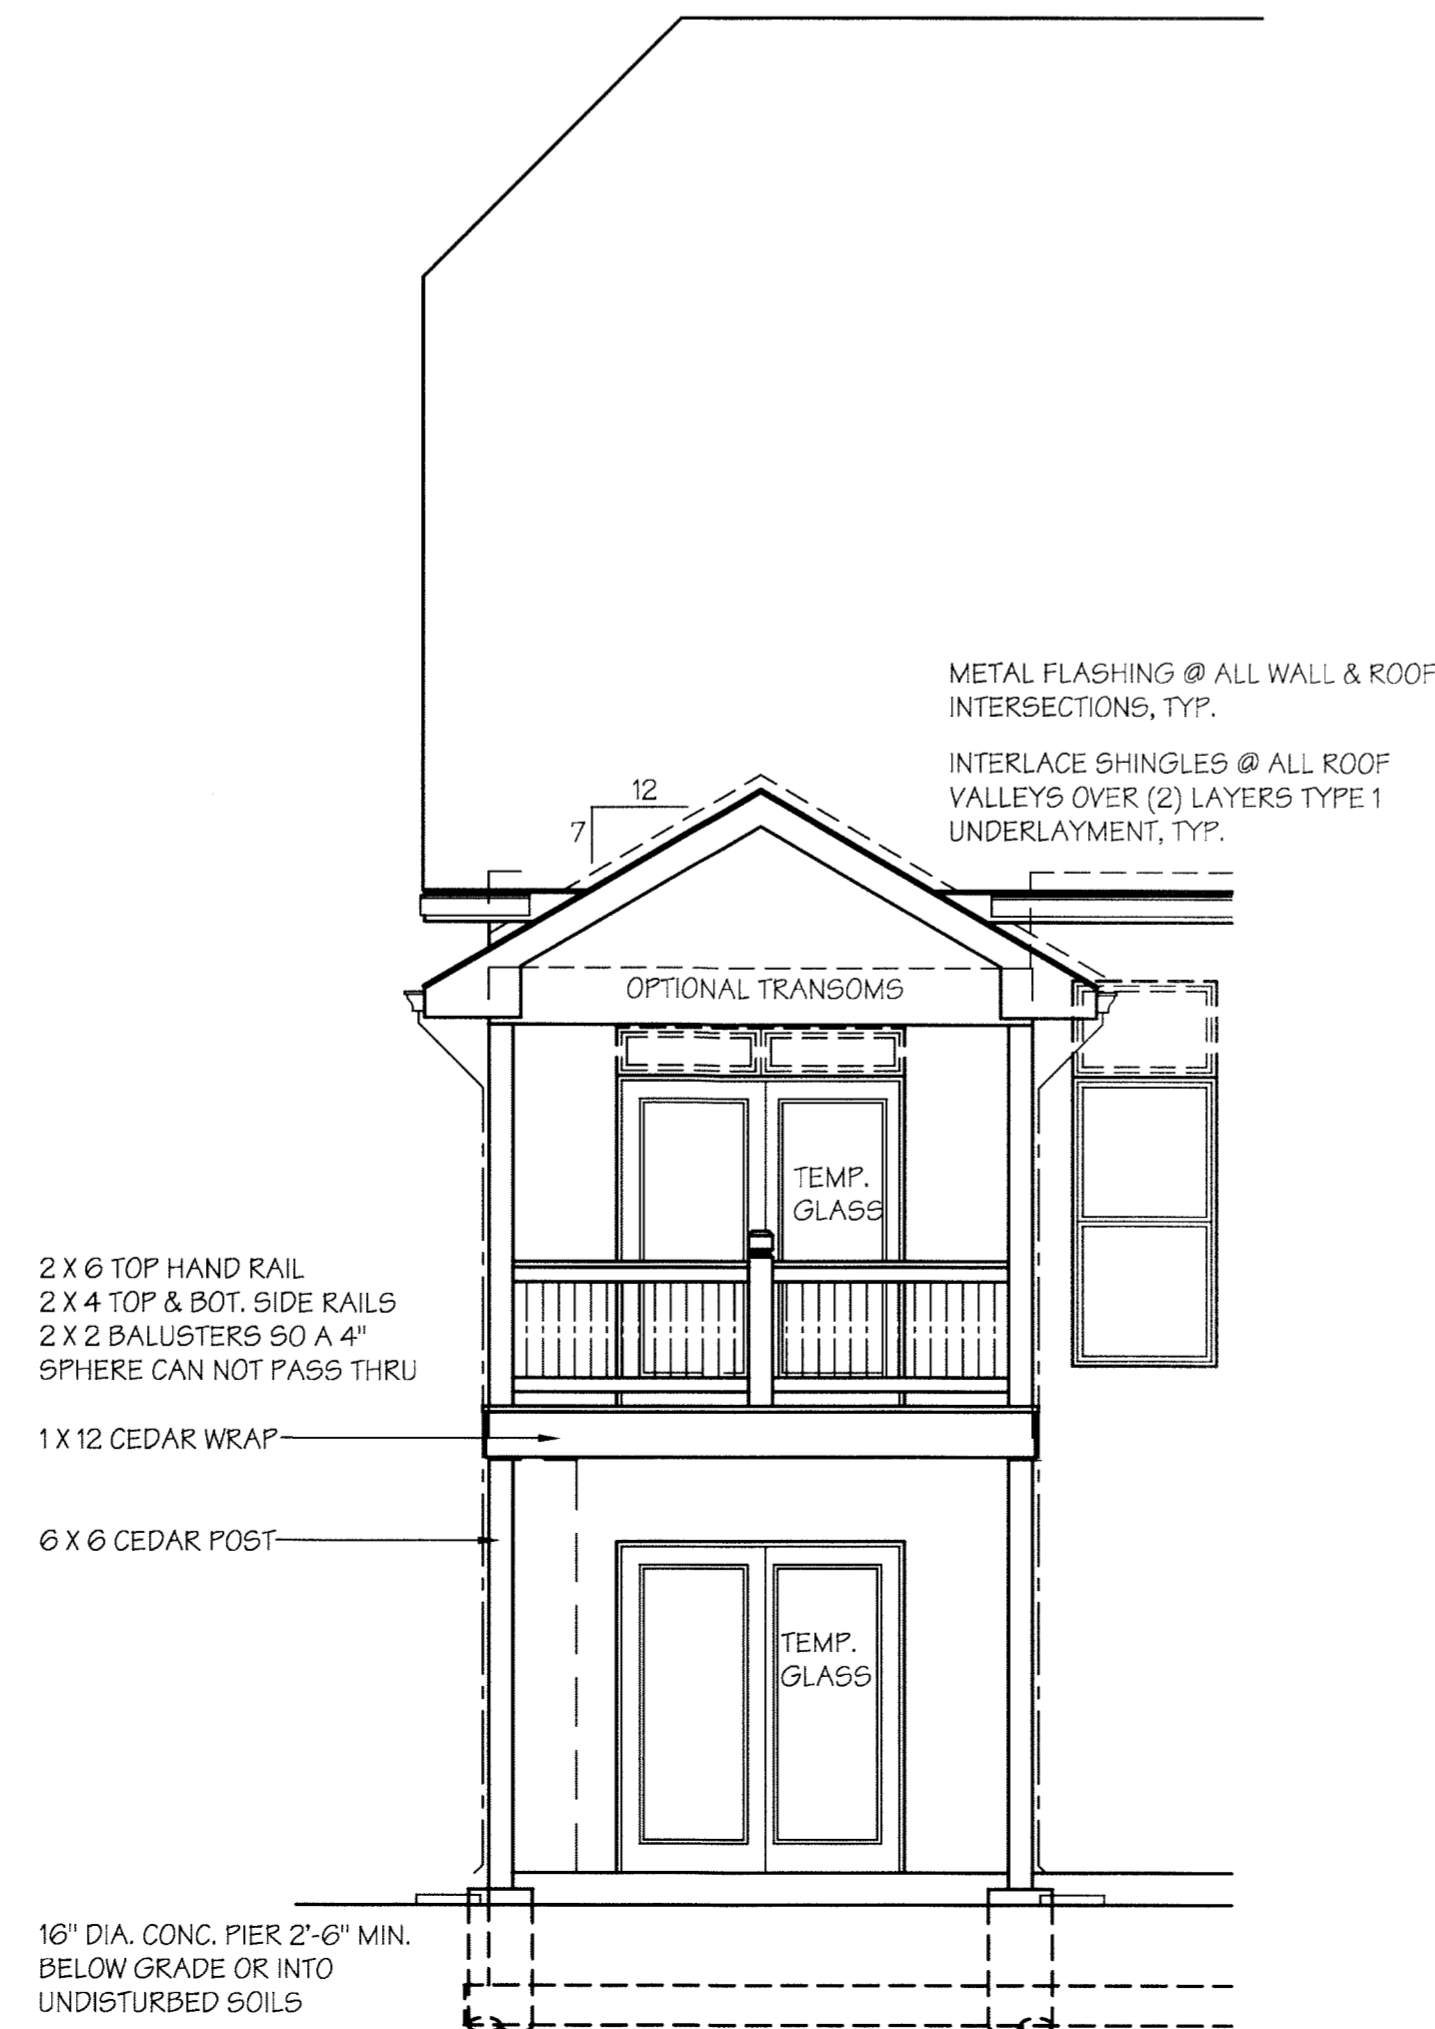 METAL FLASHING @ ALL WALL & ROOF
INTERSECTIONS, TYP.
INTERLACE SHINGLES @ ALL ROOF
VALLEYS OVER (2) LAYERS TYPE 1
UNDERLAYMENT, TYP.
12
7
OPTIONAL TRANSOMS
TEMP.
GLASS
2 X 6 TOP HAND RAIL
2 X 4 TOP & BOT. SIDE RAILS
2 X 2 BALUSTERS SO A 4"
SPHERE CAN NOT PASS THRU
1 X 12 CEDAR WRAP
6 X 6 CEDAR POST
TEMP.
GLASS
16" DIA. CONC. PIER 2'-6" MIN.
BELOW GRADE OR INTO
UNDISTURBED SOILS